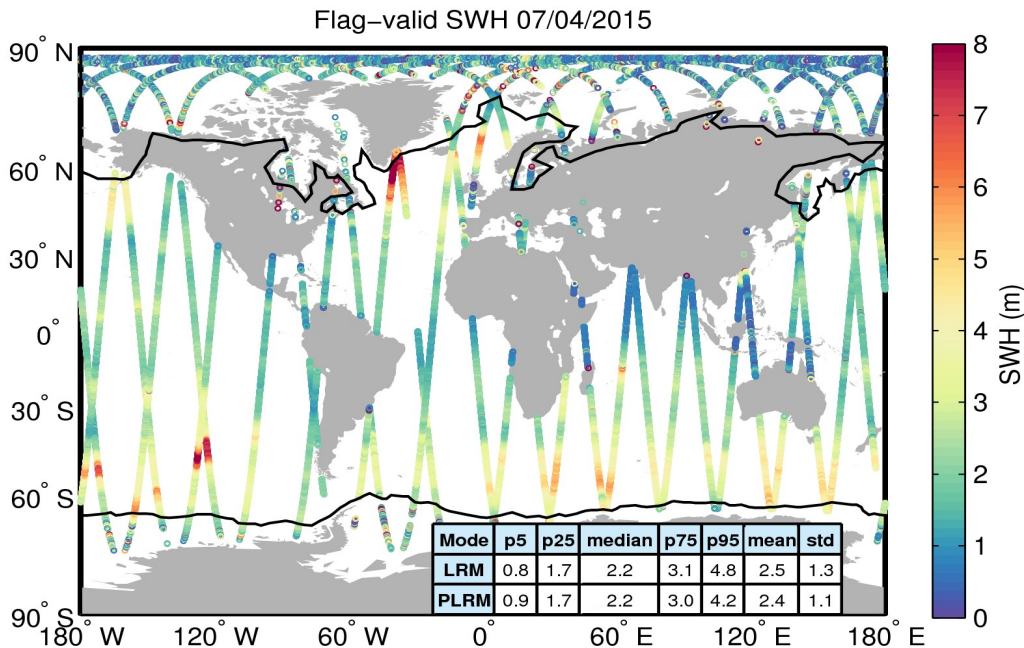 Flag−valid SWH 07/04/2015
90° N
60° N
30° N
0°
30° S
60° S
90° S
180° W
120° W
60° W
0°
60° E
120° E
180° E
Mode p5 p25 median p75 p95 mean std
LRM 0.8 1.7 2.2 3.1 4.8 2.5 1.3
PLRM 0.9 1.7 2.2 3.0 4.2 2.4 1.1
8
7
6
5
4
3
2
1
0
SWH (m)